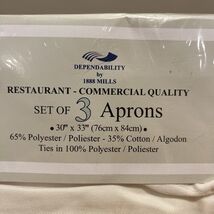 DEPENDABILITY
by
1888 MILLS
RESTAURANT - COMMERCIAL QUALITY
SET OF 3 Aprons
• 30" x 33" (76cm x 84cm) •
65% Polyester / Poliester - 35% Cotton / Algodon
Ties in 100% Polyester / Poliester